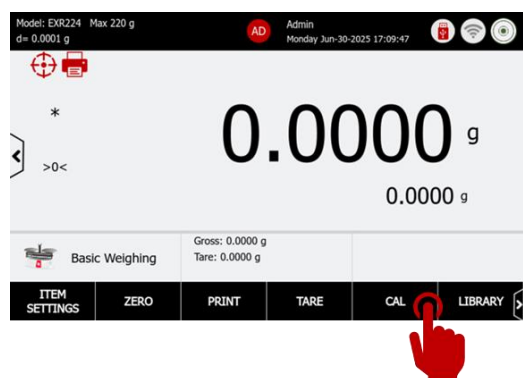 Model: EXR224 Max 220 g
d= 0.0001 g
AD
Admin
Monday Jun-30-2025 17:09:47
*
>0<
0.0000 g
0.0000 g
Basic Weighing
Gross: 0.0000 g
Tare: 0.0000 g
ITEM
SETTINGS
ZERO
PRINT
TARE
CAL
LIBRARY